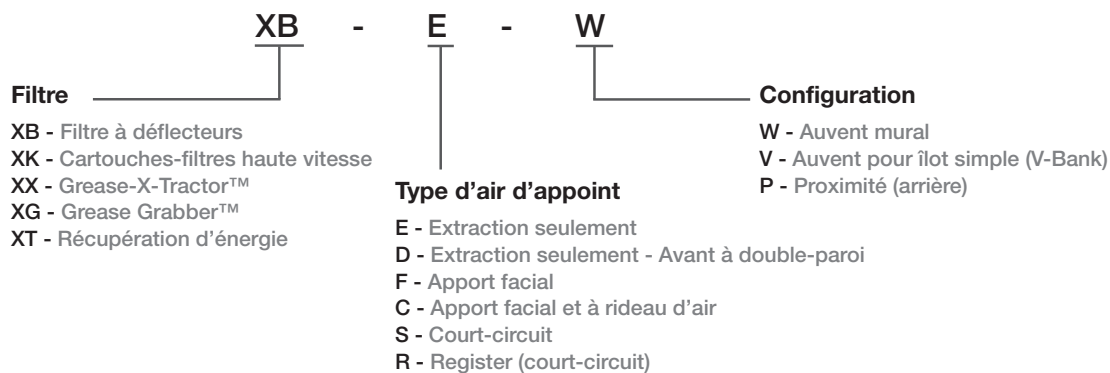 XB - E - W
Filtre
XB - Filtre à déflecteurs
XK - Cartouches-filtres haute vitesse
XX - Grease-X-Tractor™
XG - Grease Grabber™
XT - Récupération d'énergie
Type d'air d'appoint
E - Extraction seulement
D - Extraction seulement - Avant à double-paroi
F - Apport facial
C - Apport facial et à rideau d'air
S - Court-circuit
R - Register (court-circuit)
Configuration
W - Auvent mural
V - Auvent pour îlot simple (V-Bank)
P - Proximité (arrière)